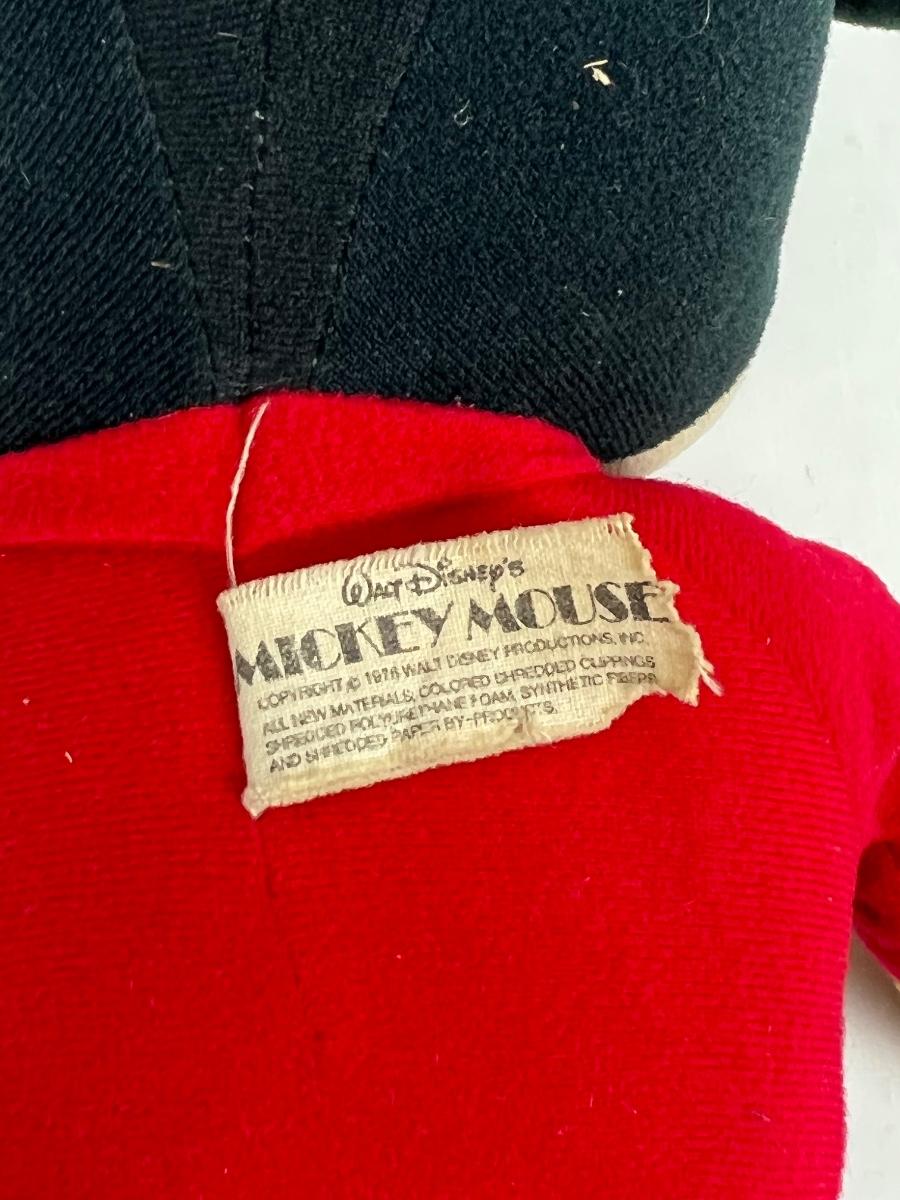 WALT DISNEY'S
MICKEY MOUSE
COPYRIGHT © 1976 WALT DISNEY PRODUCTIONS, INC.
ALL NEW MATERIALS, COLORED SHREDDED CLIPPINGS
SHREDDED POLYURETHANE FOAM, SYNTHETIC FIBERS
AND SHREDDED PAPER BY-PRODUCTS.